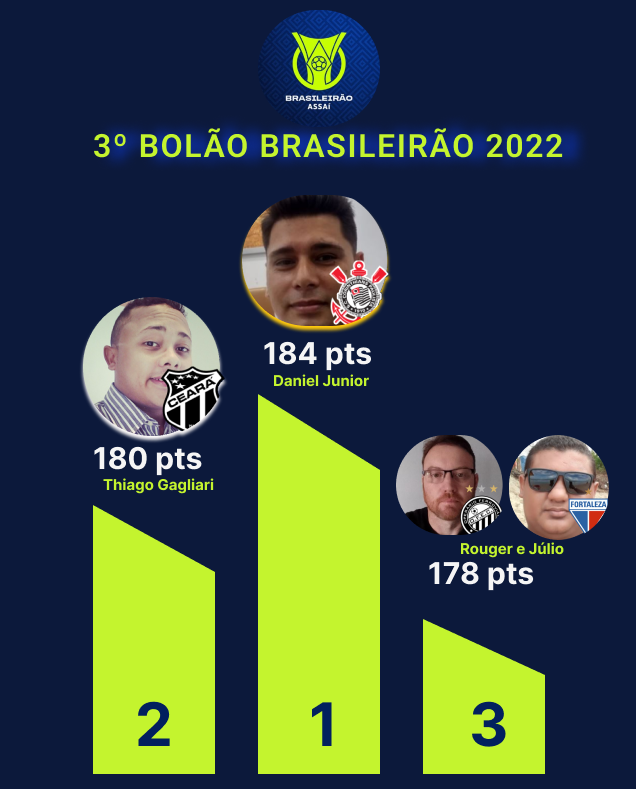 BRASILEIRÃO
ASSAÍ
3º BOLÃO BRASILEIRÃO 2022
184 pts
Daniel Junior
CEARÁ
180 pts
Thiago Gagliari
FORTALEZA
Rouger e Júlio
178 pts
2
1
3